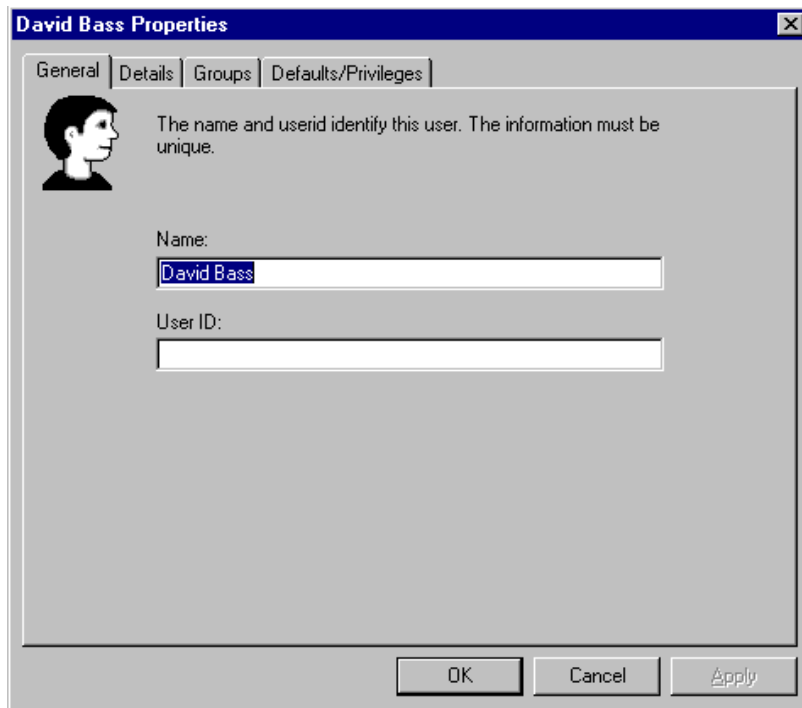 David Bass Properties
General Details Groups Defaults/Privileges
The name and userid identify this user. The information must be
unique.
Name:
David Bass
User ID:
OK Cancel Apply